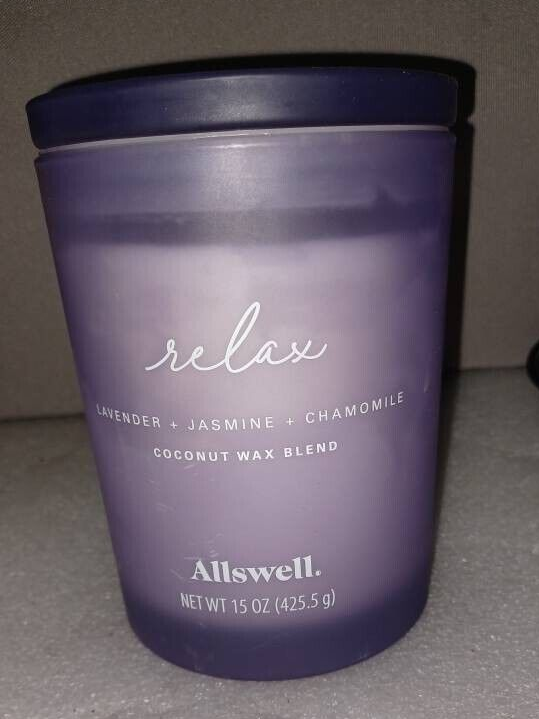 relax
LAVENDER + JASMINE + CHAMOMILE
COCONUT WAX BLEND
Allswell.
NET WT 15 OZ (425.5 g)